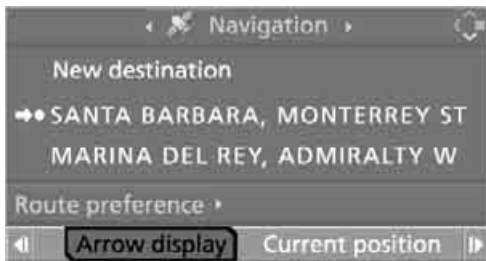 Navigation
New destination
SANTA BARBARA, MONTERREY ST
MARINA DEL REY, ADMIRALTY W
Route preference
Arrow display Current position